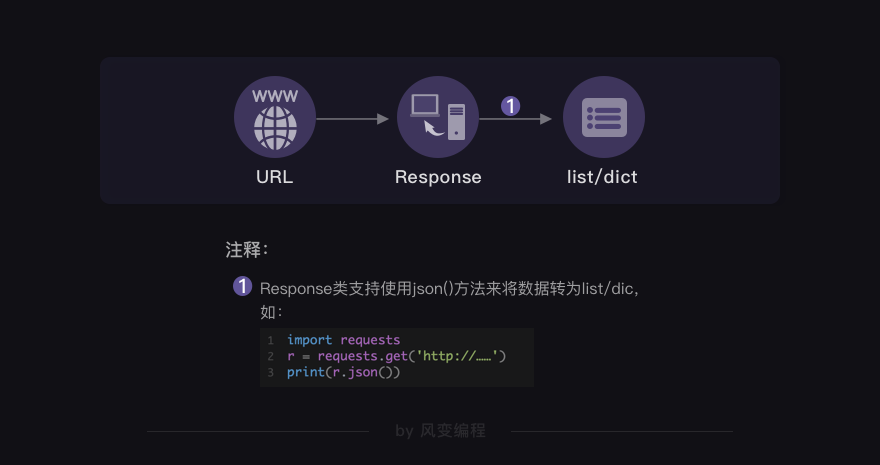 WWW
1
URL
Response
list/dict
注释：
1 Response类支持使用json()方法来将数据转为list/dic，
如：
1 import requests
2 r = requests.get('http://……')
3 print(r.json())
by 风变编程